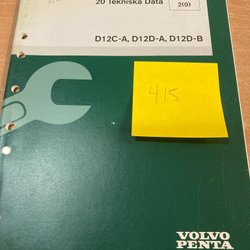 20 Tekniska Data
2(0)
D12C-A, D12D-A, D12D-B
415
VOLVO
PENTA